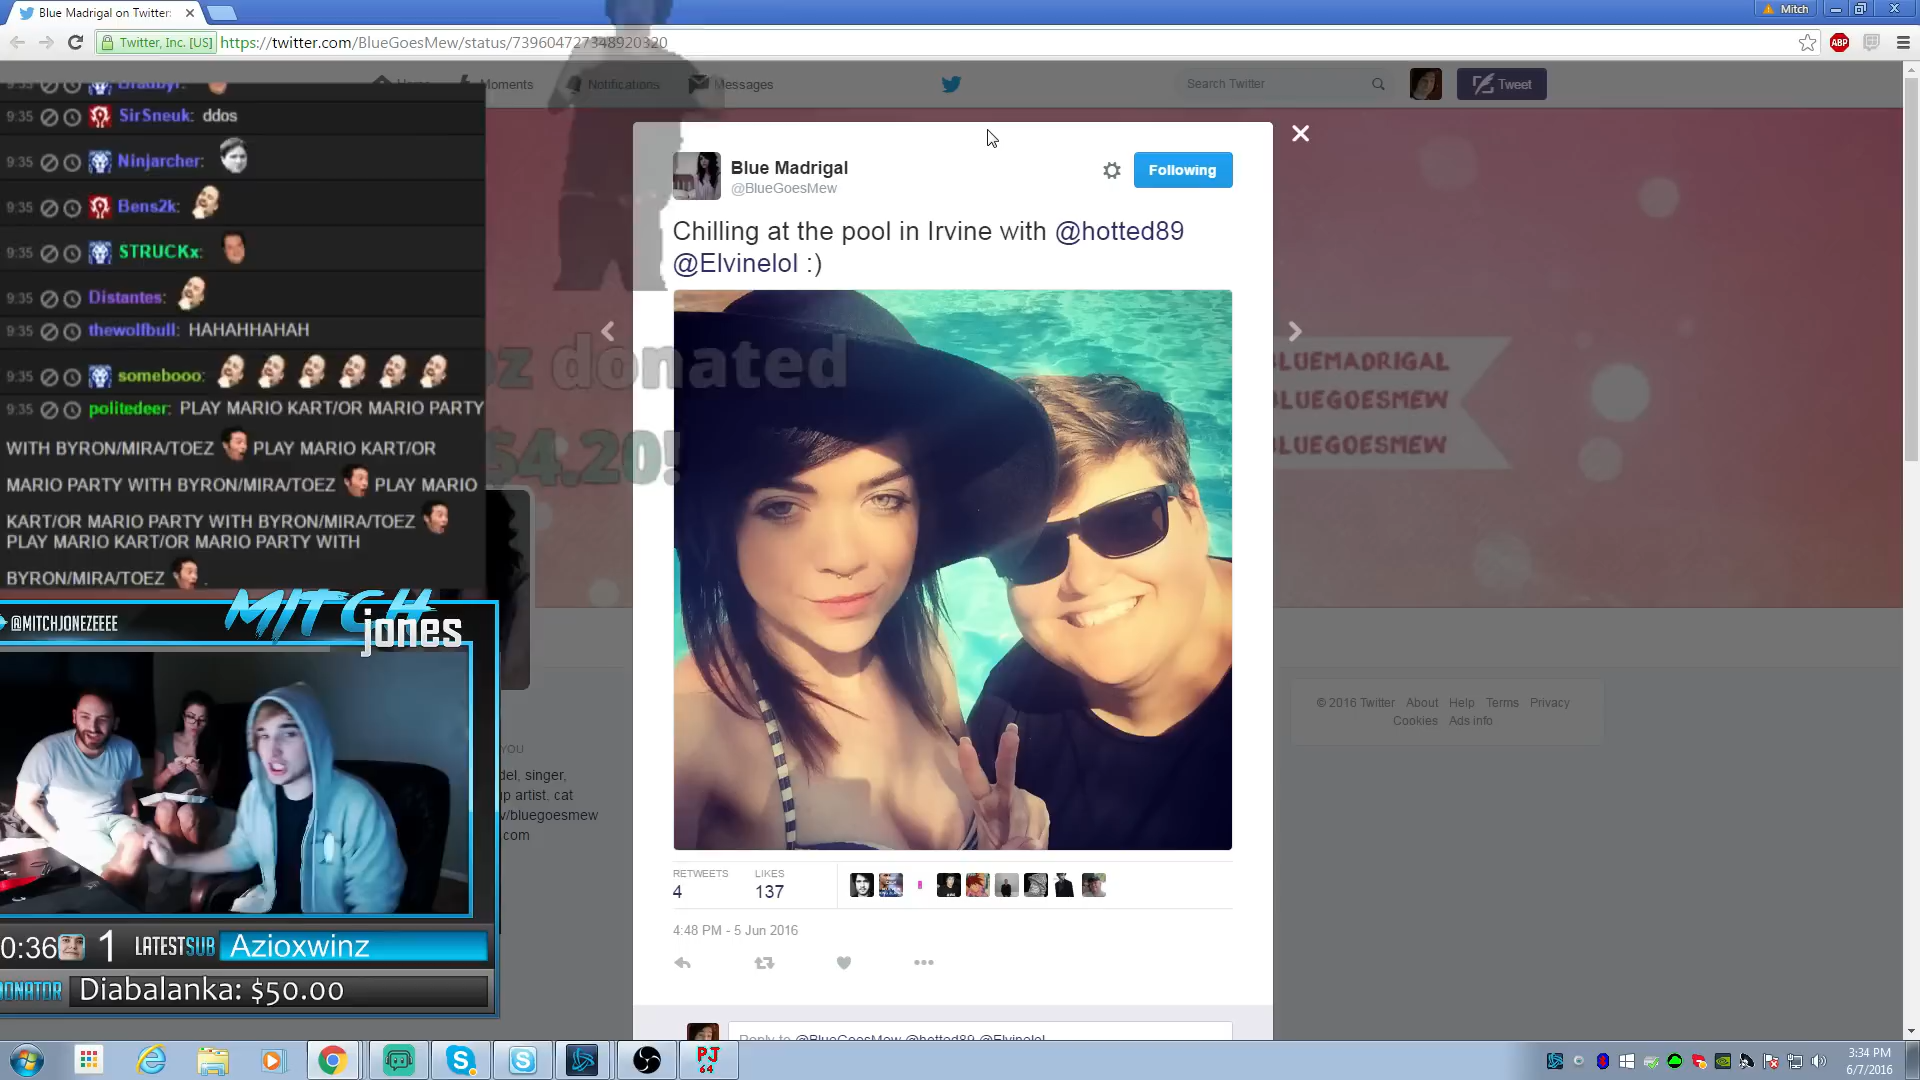 Blue Madrigal on Twitter:
Mitch
Twitter, Inc. [US]
https://twitter.com/BlueGoesMew/status/739604727348920320
ABP
Home
Moments
Notifications
Messages
Search Twitter
Tweet
9:35 Bradbyr:
9:35 SirSneuk: ddos
9:35 Ninjarcher:
9:35 Bens2k:
9:35 STRUCKx:
9:35 Distantes:
9:35 thewolfbull: HAHAHHAHAH
9:35 somebooo:
9:35 politedeer: PLAY MARIO KART/OR MARIO PARTY
WITH BYRON/MIRA/TOEZ PLAY MARIO KART/OR
MARIO PARTY WITH BYRON/MIRA/TOEZ PLAY MARIO
KART/OR MARIO PARTY WITH BYRON/MIRA/TOEZ
PLAY MARIO KART/OR MARIO PARTY WITH
BYRON/MIRA/TOEZ .
@MITCHJONEZEEEE
MITCH
jones
0:36 1 LATESTSUB Azioxwinz
Diabalanka: $50.00
donated
$4.20!
Blue Madrigal
@BlueGoesMew
Following
Chilling at the pool in Irvine with @hotted89
@Elvinelol :)
BLUEGOESMEW
singer,
artist. cat
/bluegoesmew
RETWEETS
4
LIKES
137
4:48 PM - 5 Jun 2016
Reply to @BlueGoesMew @hotted89 @Elvinelol
© 2016 Twitter About Help Terms Privacy
Cookies Ads info
PJ
64
3:34 PM
6/7/2016